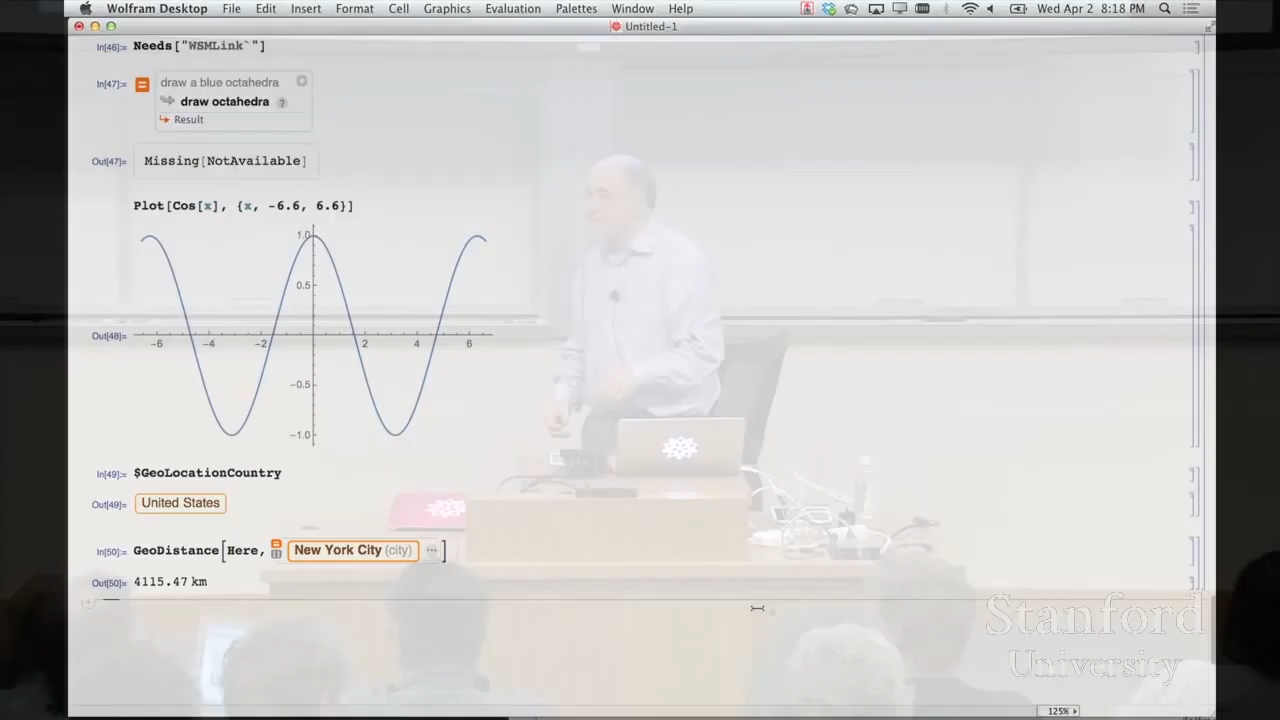 Wolfram Desktop File Edit Insert Format Cell Graphics Evaluation Palettes Window Help Wed Apr 2 8:18 PM
Untitled-1
In[46]:= Needs["WSMLink`"]
In[47]:= draw a blue octahedra
draw octahedra ?
Result
Out[47]= Missing[NotAvailable]
Plot[Cos[x], {x, -6.6, 6.6}]
1.0
0.5
Out[48]= -6 -4 -2 2 4 6
-0.5
-1.0
In[49]:= $GeoLocationCountry
Out[49]= United States
In[50]:= GeoDistance[Here, New York City (city) ...]
Out[50]= 4115.47 km
Stanford
University
125%